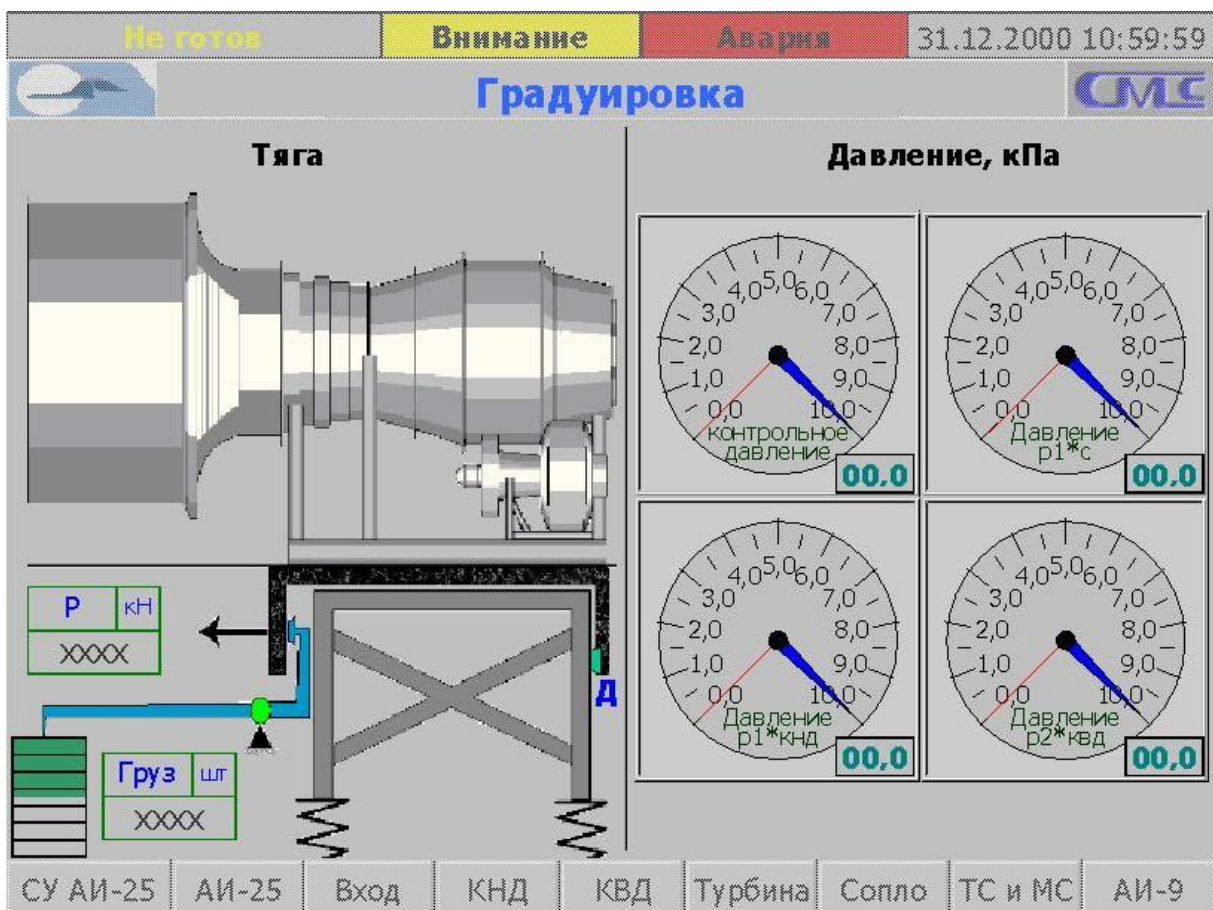 Не готов
Внимание
Авария
31.12.2000 10:59:59
Градуировка
Тяга
Давление, кПа
0,0 1,0 2,0 3,0 4,0 5,0 6,0 7,0 8,0 9,0 10,0
контрольное
давление
00,0
0,0 1,0 2,0 3,0 4,0 5,0 6,0 7,0 8,0 9,0 10,0
Давление
р1*с
00,0
Р кН
XXXX
Груз шт
XXXX
Д
0,0 1,0 2,0 3,0 4,0 5,0 6,0 7,0 8,0 9,0 10,0
Давление
р1*кнд
00,0
0,0 1,0 2,0 3,0 4,0 5,0 6,0 7,0 8,0 9,0 10,0
Давление
р2*квд
00,0
СУ АИ-25
АИ-25
Вход
КНД
КВД
Турбина
Сопло
ТС и МС
АИ-9